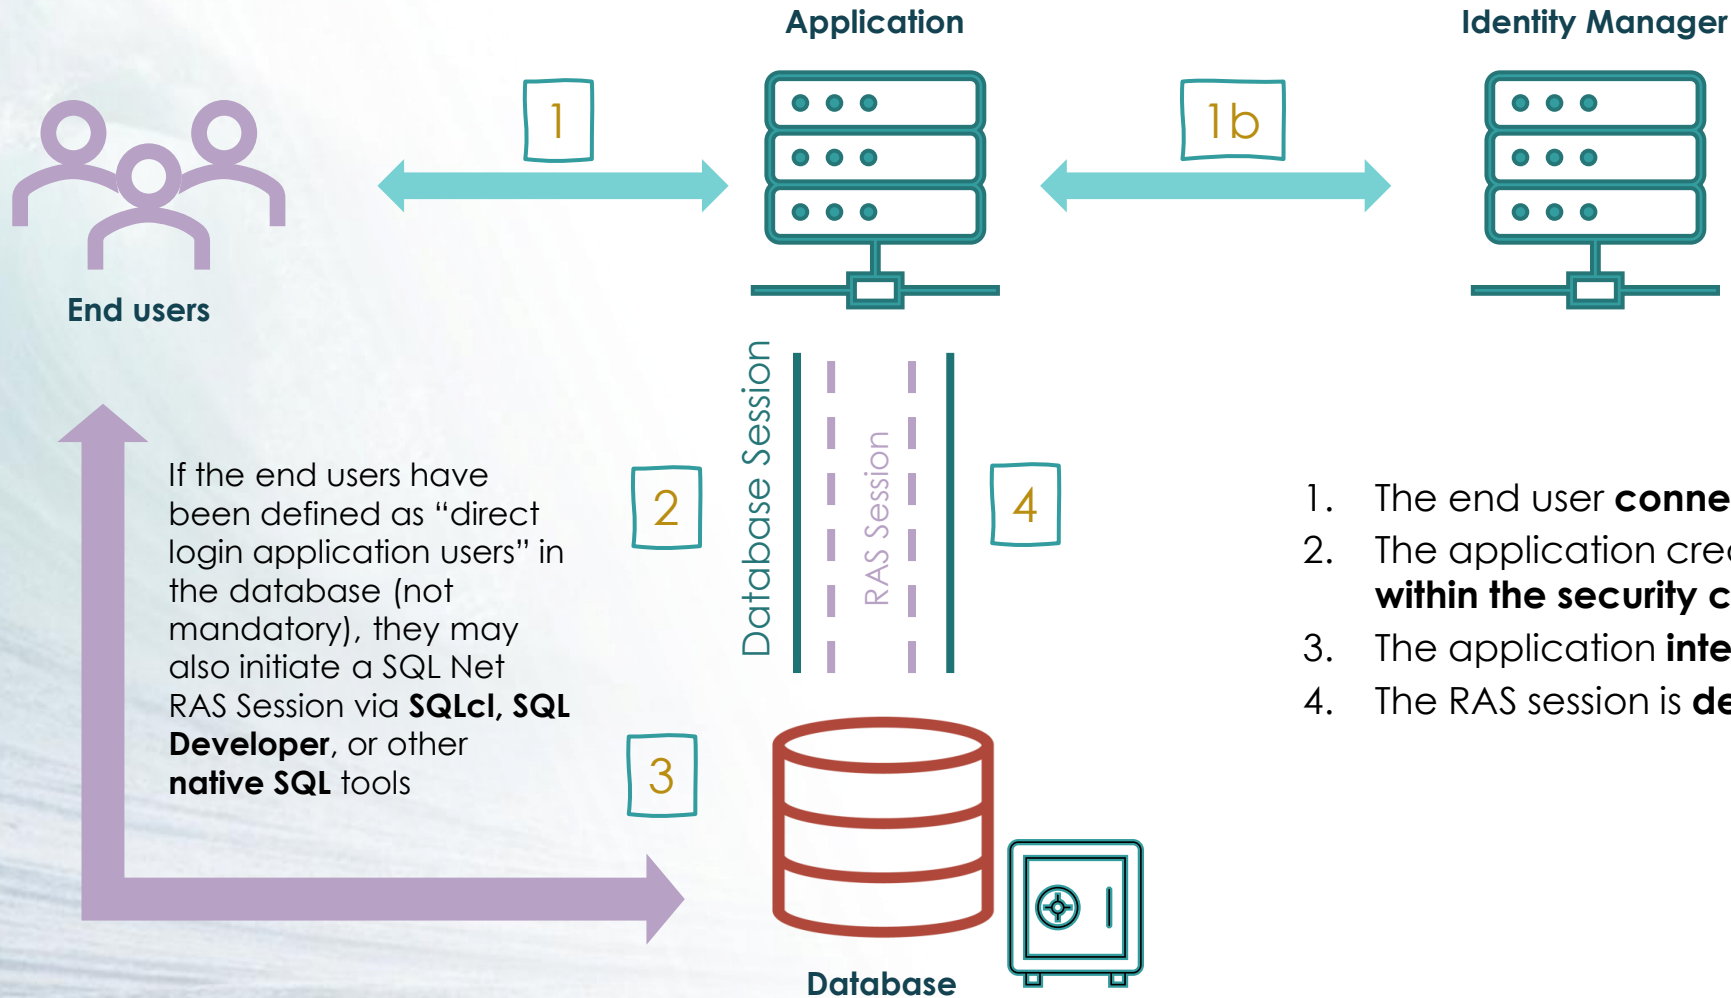 Application
Identity Manager
1
1b
End users
Database Session
RAS Session
If the end users have
been defined as “direct
login application users” in
the database (not
mandatory), they may
also initiate a SQL Net
RAS Session via SQLcl, SQL
Developer, or other
native SQL tools
2
4
3
1. The end user
2. The application
within the security
3. The application
4. The RAS session is
Database